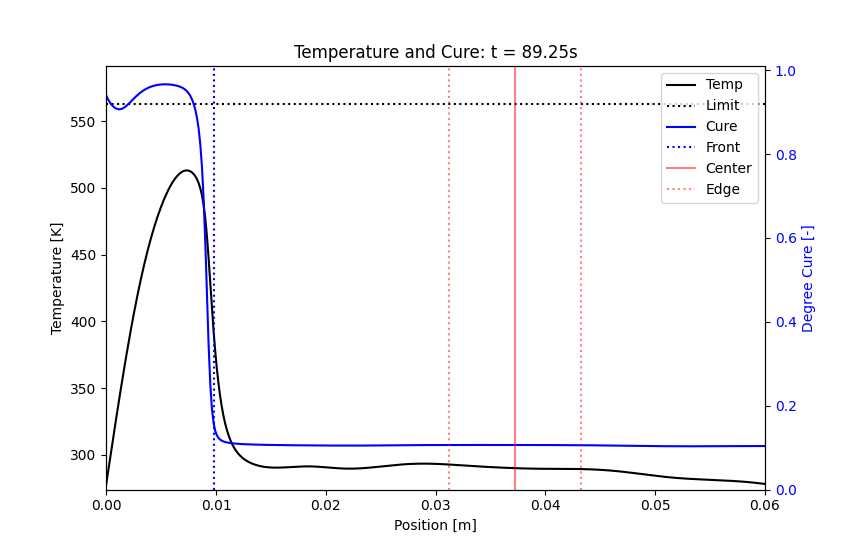 Temperature and Cure: t = 89.25s
Temp
Limit
Cure
Front
Center
Edge
550
500
450
400
350
300
Temperature [K]
1.0
0.8
0.6
0.4
0.2
0.0
Degree Cure [-]
0.00 0.01 0.02 0.03 0.04 0.05 0.06
Position [m]